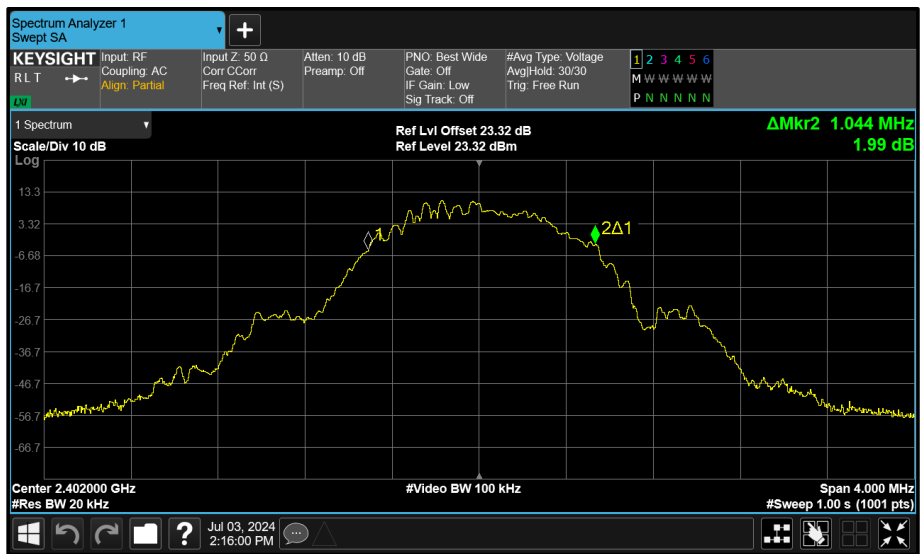 Spectrum Analyzer 1
Swept SA
KEYSIGHT
R L T
LXI
Input: RF
Coupling: AC
Align: Partial
Input Z: 50 Ω
Corr CCorr
Freq Ref: Int (S)
Atten: 10 dB
Preamp: Off
PNO: Best Wide
Gate: Off
IF Gain: Low
Sig Track: Off
#Avg Type: Voltage
Avg|Hold: 30/30
Trig: Free Run
1 2 3 4 5 6
M W W W W W
P N N N N N
1 Spectrum
Scale/Div 10 dB
Ref Lvl Offset 23.32 dB
Ref Level 23.32 dBm
ΔMkr2 1.044 MHz
1.99 dB
Log
13.3
3.32
-6.68
-16.7
-26.7
-36.7
-46.7
-56.7
-66.7
1
2Δ1
Center 2.402000 GHz
#Video BW 100 kHz
Span 4.000 MHz
#Res BW 20 kHz
#Sweep 1.00 s (1001 pts)
?
Jul 03, 2024
2:16:00 PM